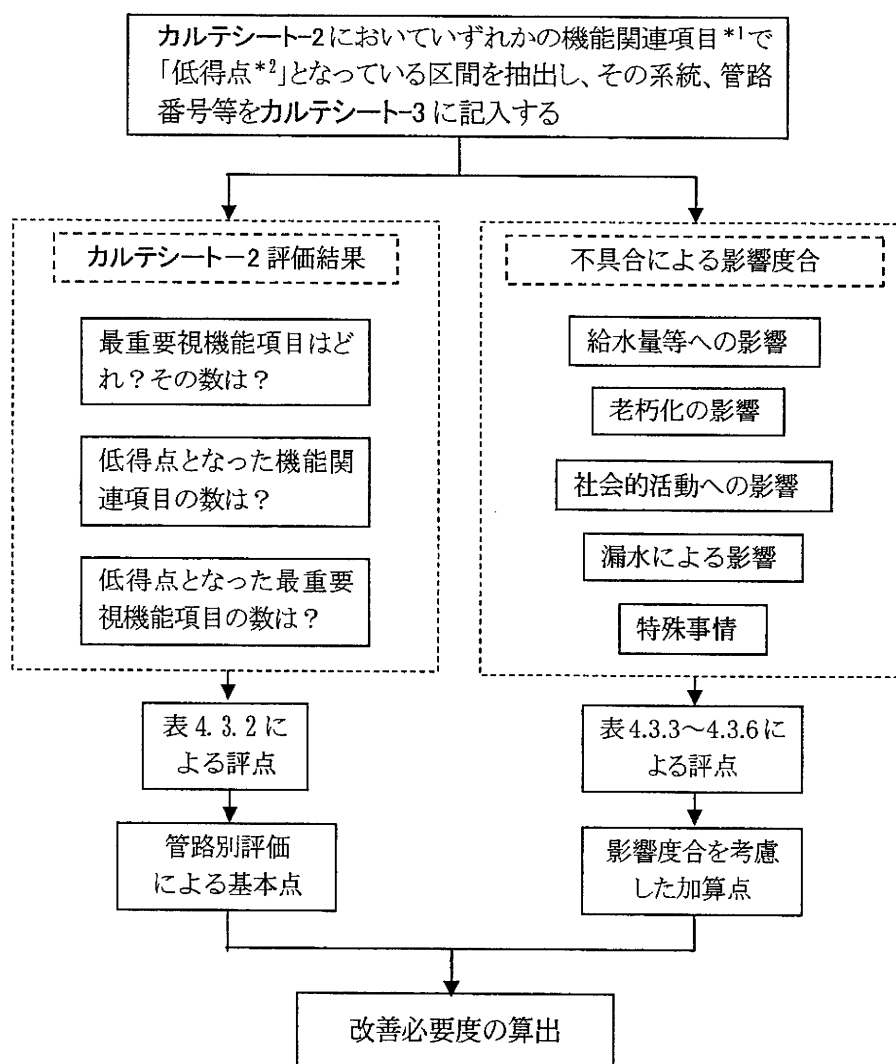 カルテシート-2においていずれかの機能関連項目*1で
「低得点*2」となっている区間を抽出し、その系統、管路
番号等をカルテシート-3に記入する
カルテシート－2評価結果
最重要視機能項目はど
れ？その数は？
低得点となった機能関
連項目の数は？
低得点となった最重要
視機能項目の数は？
表4.3.2に
よる評点
管路別評価
による基本点
不具合による影響度合
給水量等への影響
老朽化の影響
社会的活動への影響
漏水による影響
特殊事情
表4.3.3～4.3.6に
よる評点
影響度合を考慮
した加算点
改善必要度の算出